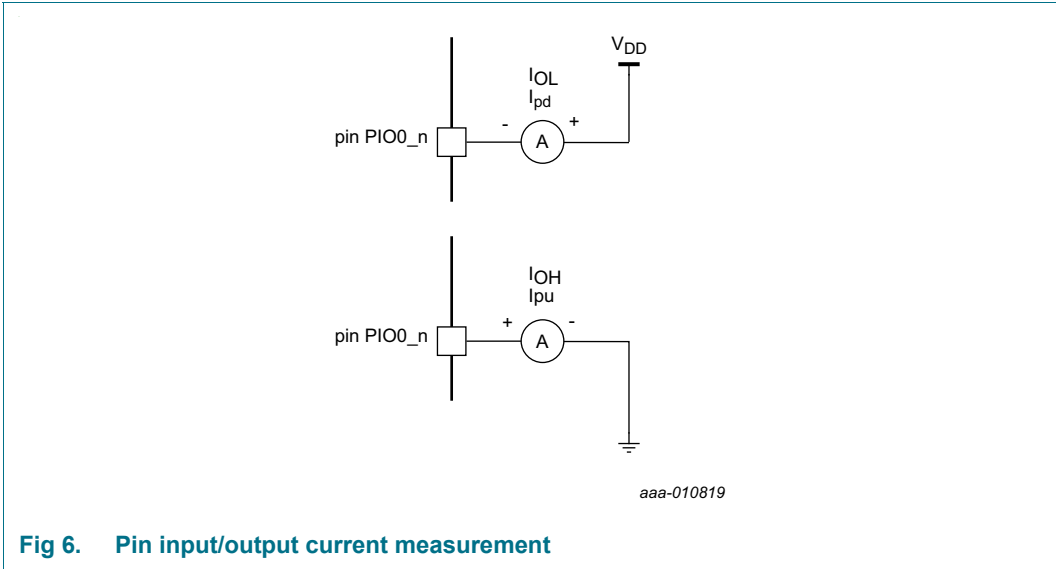 VDD
IOL
Ipd
pin PIO0_n - A +
IOH
Ipu
pin PIO0_n + A -
aaa-010819
Fig 6. Pin input/output current measurement